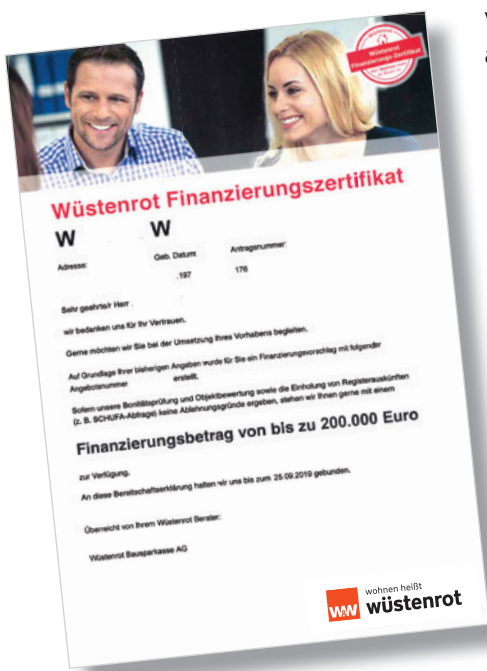 Wüstenrot
Finanzierungs-Zertifikat
Wüstenrot Finanzierungszertifikat
W W
Adresse: Geb. Datum: Antragsnummer:
.197 176
Sehr geehrte/r Herr .
wir bedanken uns für Ihr Vertrauen.
Gerne möchten wir Sie bei der Umsetzung Ihres Vorhabens begleiten.
Auf Grundlage Ihrer bisherigen Angaben wurde für Sie ein Finanzierungsvorschlag mit folgender
Angebotsnummer erstellt.
Sofern unsere Bonitätsprüfung und Objektbewertung sowie die Einholung von Registerauskünften
(z. B. SCHUFA-Abfrage) keine Ablehnungsgründe ergeben, stehen wir Ihnen gerne mit einem
Finanzierungsbetrag von bis zu 200.000 Euro
zur Verfügung.
An diese Bereitschaftserklärung halten wir uns bis zum 25.09.2019 gebunden.
Überreicht von Ihrem Wüstenrot Berater:
Wüstenrot Bausparkasse AG
wohnen heißt
W&W wüstenrot